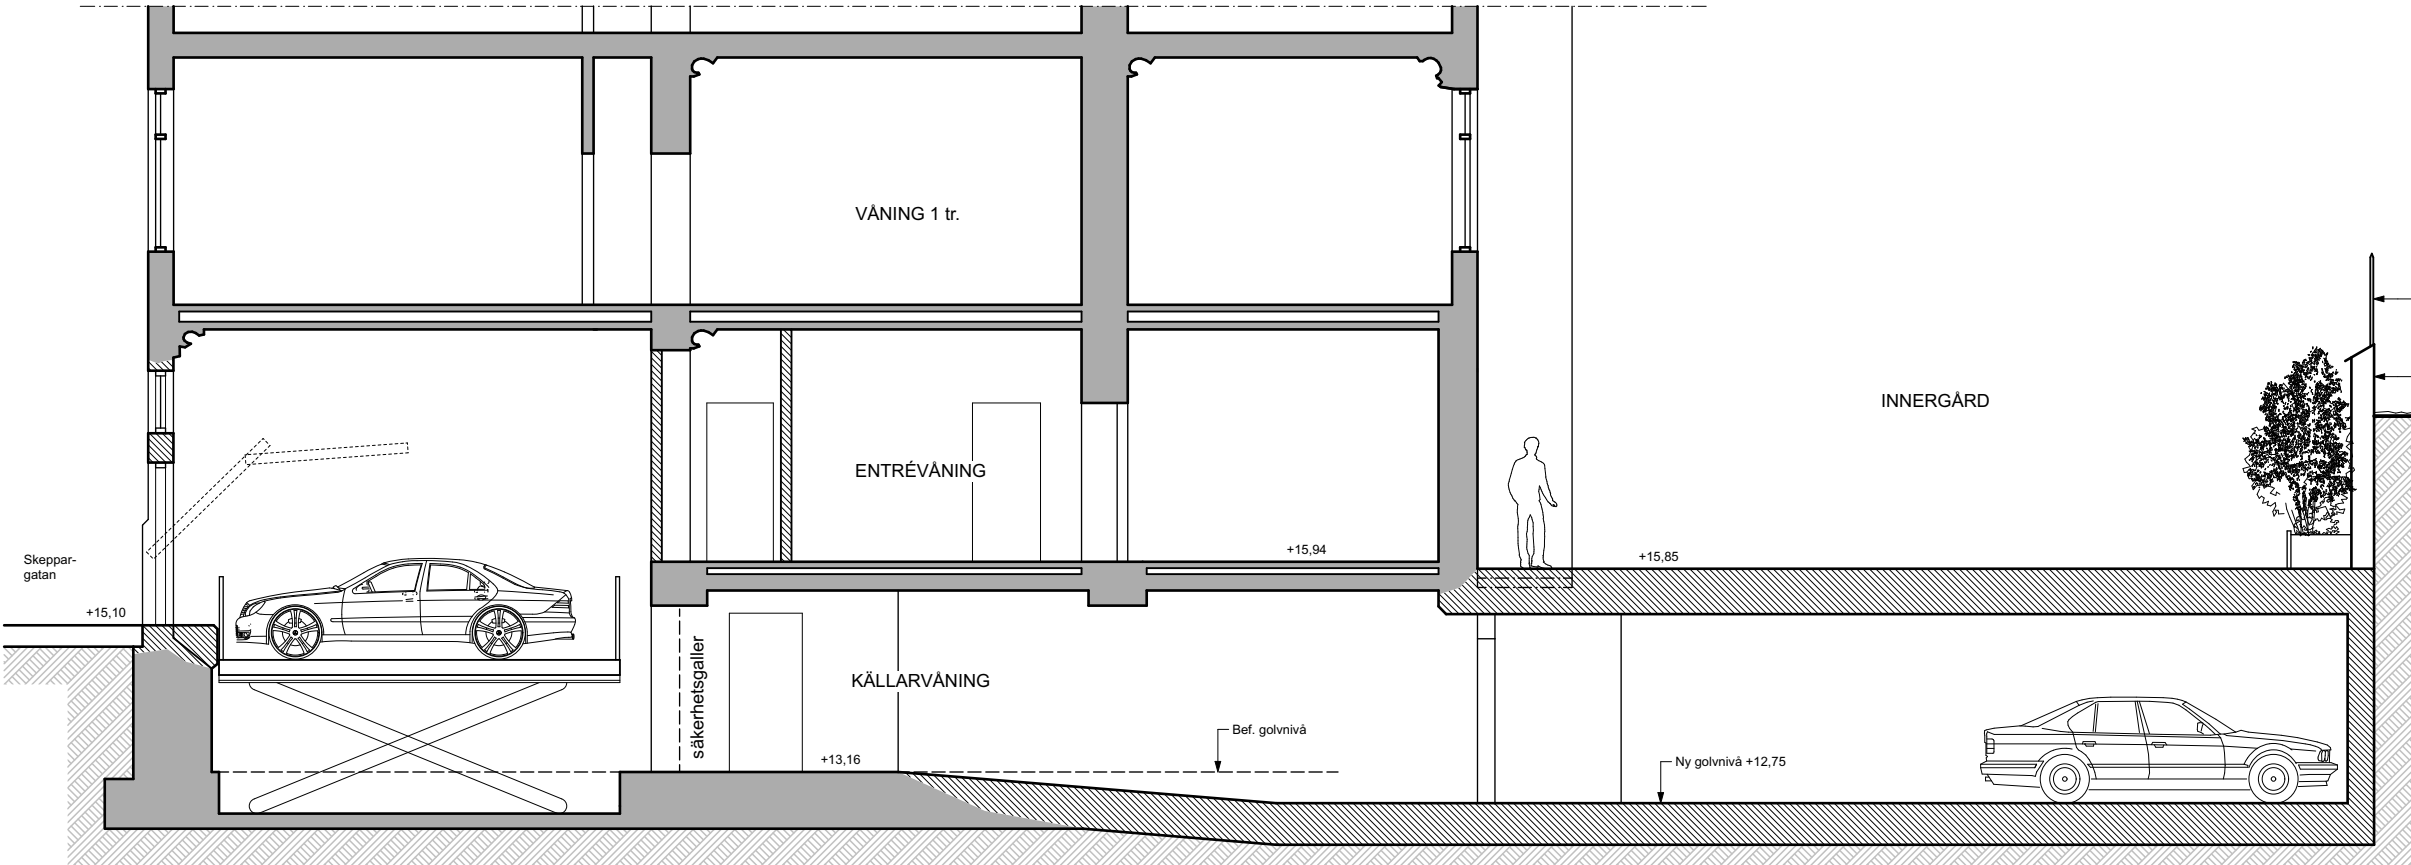 VÅNING 1 tr.
INNERGÅRD
ENTRÉVÅNING
+15,94
+15,85
Skeppar-
gatan
+15,10
säkerhetsgaller
KÄLLARVÅNING
Bef. golvnivå
+13,16
Ny golvnivå +12,75